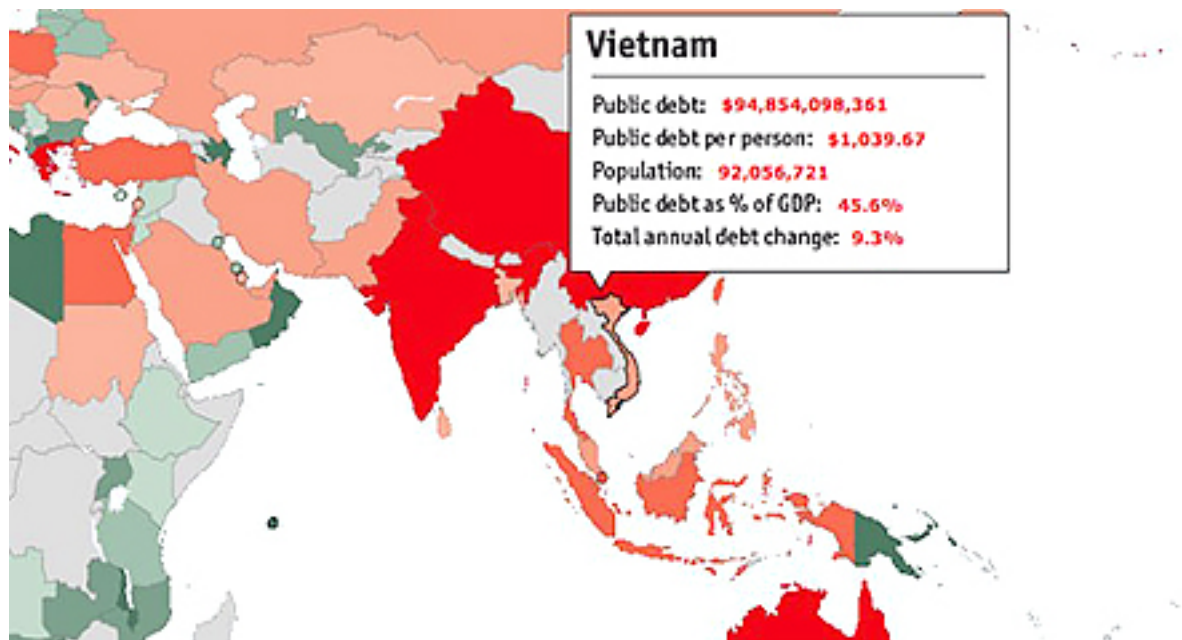 Vietnam
Public debt: $94,854,098,361
Public debt per person: $1,039.67
Population: 92,056,721
Public debt as % of GDP: 45.6%
Total annual debt change: 9.3%